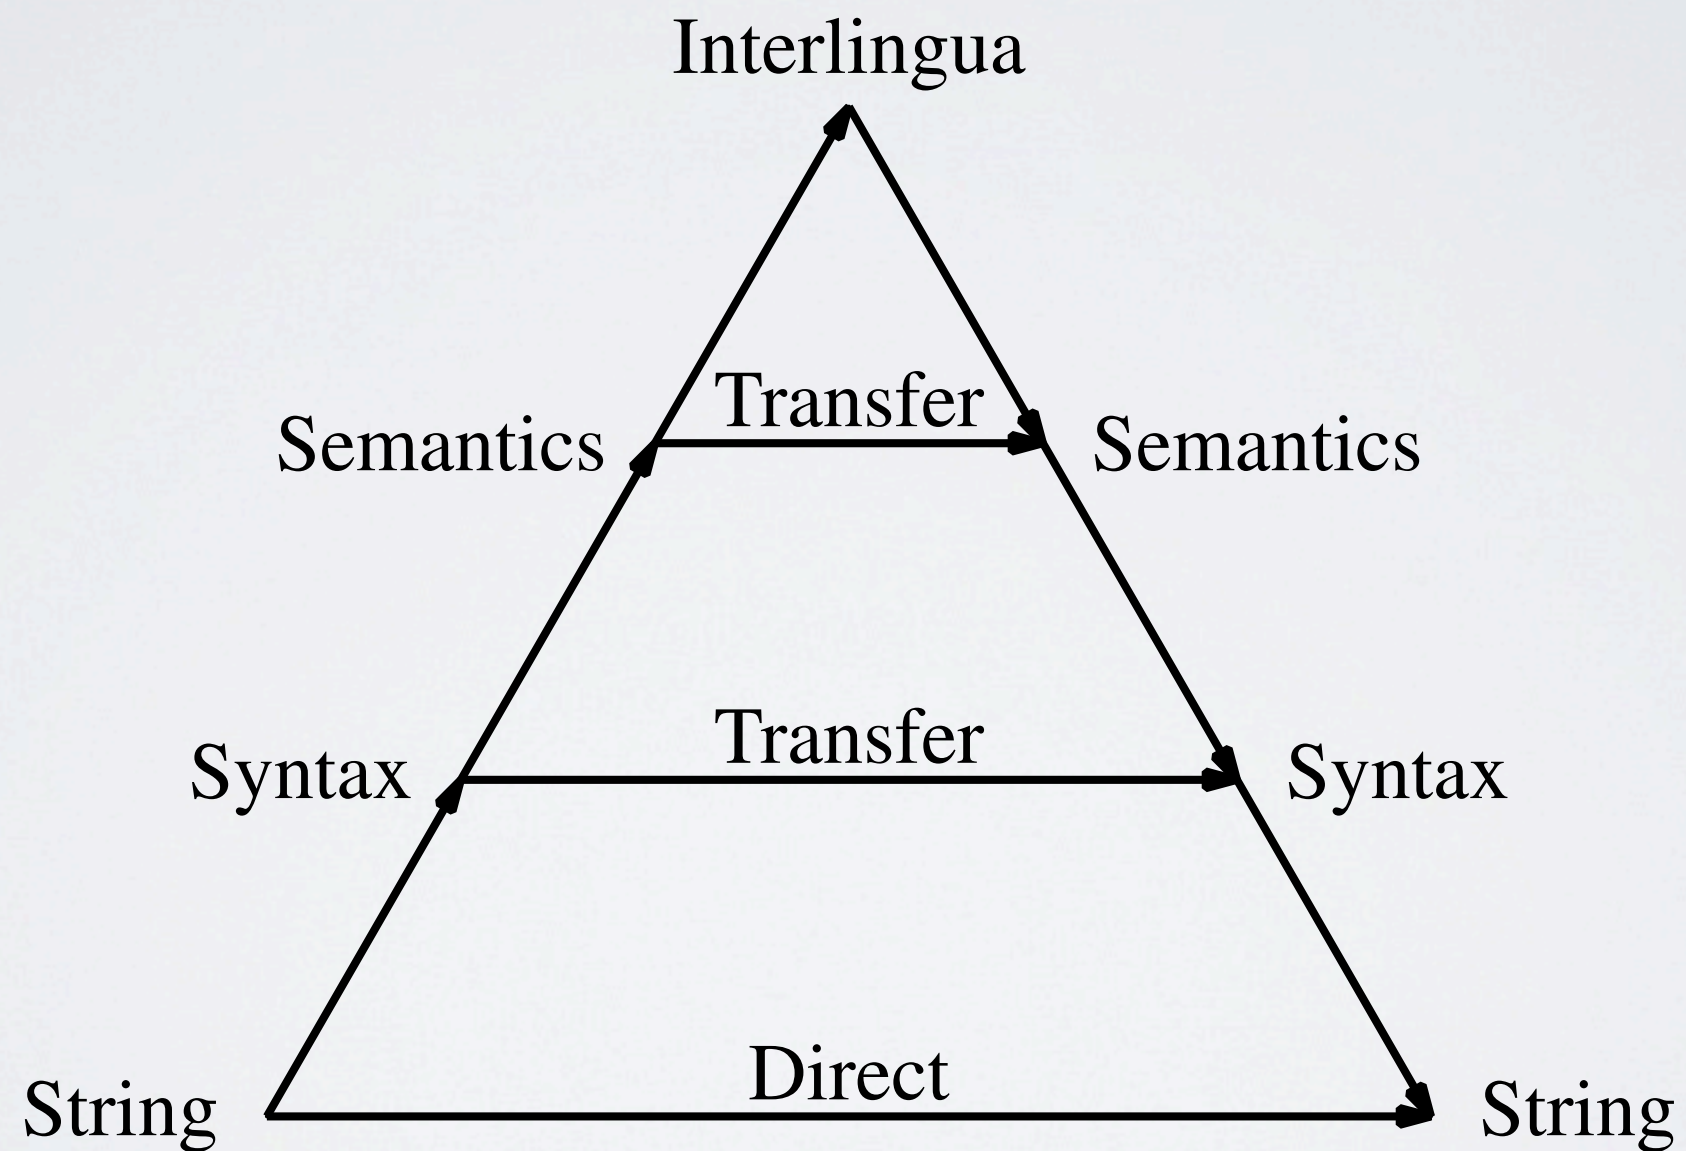 Interlingua
Transfer
Semantics Semantics
Transfer
Syntax Syntax
Direct
String String